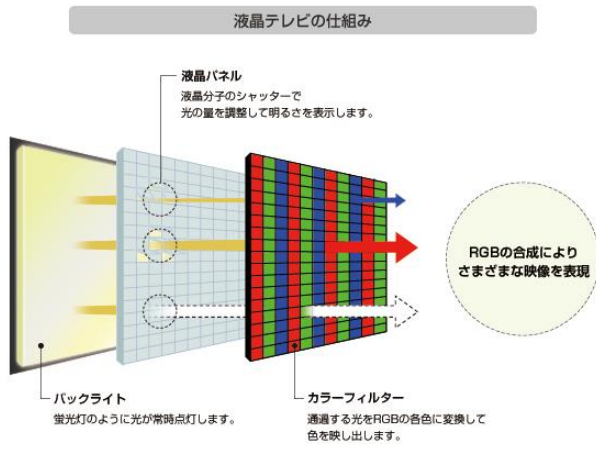 液晶テレビの仕組み
液晶パネル
液晶分子のシャッターで
光の量を調整して明るさを表示します。
RGBの合成により
さまざまな映像を表現
バックライト
蛍光灯のように光が常時点灯します。
カラーフィルター
通過する光をRGBの各色に変換して
色を映し出します。